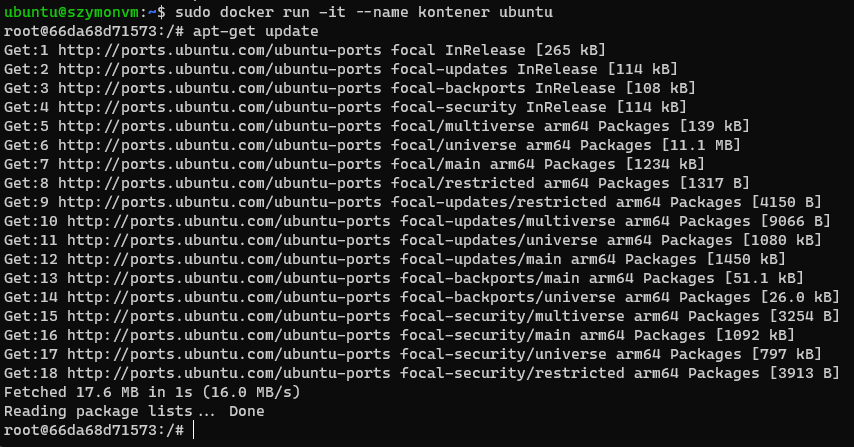 ubuntu@szymonvm:~$ sudo docker run -it --name kontener ubuntu
root@66da68d71573:/# apt-get update
Get:1 http://ports.ubuntu.com/ubuntu-ports focal InRelease [265 kB]
Get:2 http://ports.ubuntu.com/ubuntu-ports focal-updates InRelease [114 kB]
Get:3 http://ports.ubuntu.com/ubuntu-ports focal-backports InRelease [108 kB]
Get:4 http://ports.ubuntu.com/ubuntu-ports focal-security InRelease [114 kB]
Get:5 http://ports.ubuntu.com/ubuntu-ports focal/multiverse arm64 Packages [139 kB]
Get:6 http://ports.ubuntu.com/ubuntu-ports focal/universe arm64 Packages [11.1 MB]
Get:7 http://ports.ubuntu.com/ubuntu-ports focal/main arm64 Packages [1234 kB]
Get:8 http://ports.ubuntu.com/ubuntu-ports focal/restricted arm64 Packages [1317 B]
Get:9 http://ports.ubuntu.com/ubuntu-ports focal-updates/restricted arm64 Packages [4150 B]
Get:10 http://ports.ubuntu.com/ubuntu-ports focal-updates/multiverse arm64 Packages [9066 B]
Get:11 http://ports.ubuntu.com/ubuntu-ports focal-updates/universe arm64 Packages [1080 kB]
Get:12 http://ports.ubuntu.com/ubuntu-ports focal-updates/main arm64 Packages [1450 kB]
Get:13 http://ports.ubuntu.com/ubuntu-ports focal-backports/main arm64 Packages [51.1 kB]
Get:14 http://ports.ubuntu.com/ubuntu-ports focal-backports/universe arm64 Packages [26.0 kB]
Get:15 http://ports.ubuntu.com/ubuntu-ports focal-security/multiverse arm64 Packages [3254 B]
Get:16 http://ports.ubuntu.com/ubuntu-ports focal-security/main arm64 Packages [1092 kB]
Get:17 http://ports.ubuntu.com/ubuntu-ports focal-security/universe arm64 Packages [797 kB]
Get:18 http://ports.ubuntu.com/ubuntu-ports focal-security/restricted arm64 Packages [3913 B]
Fetched 17.6 MB in 1s (16.0 MB/s)
Reading package lists... Done
root@66da68d71573:/#